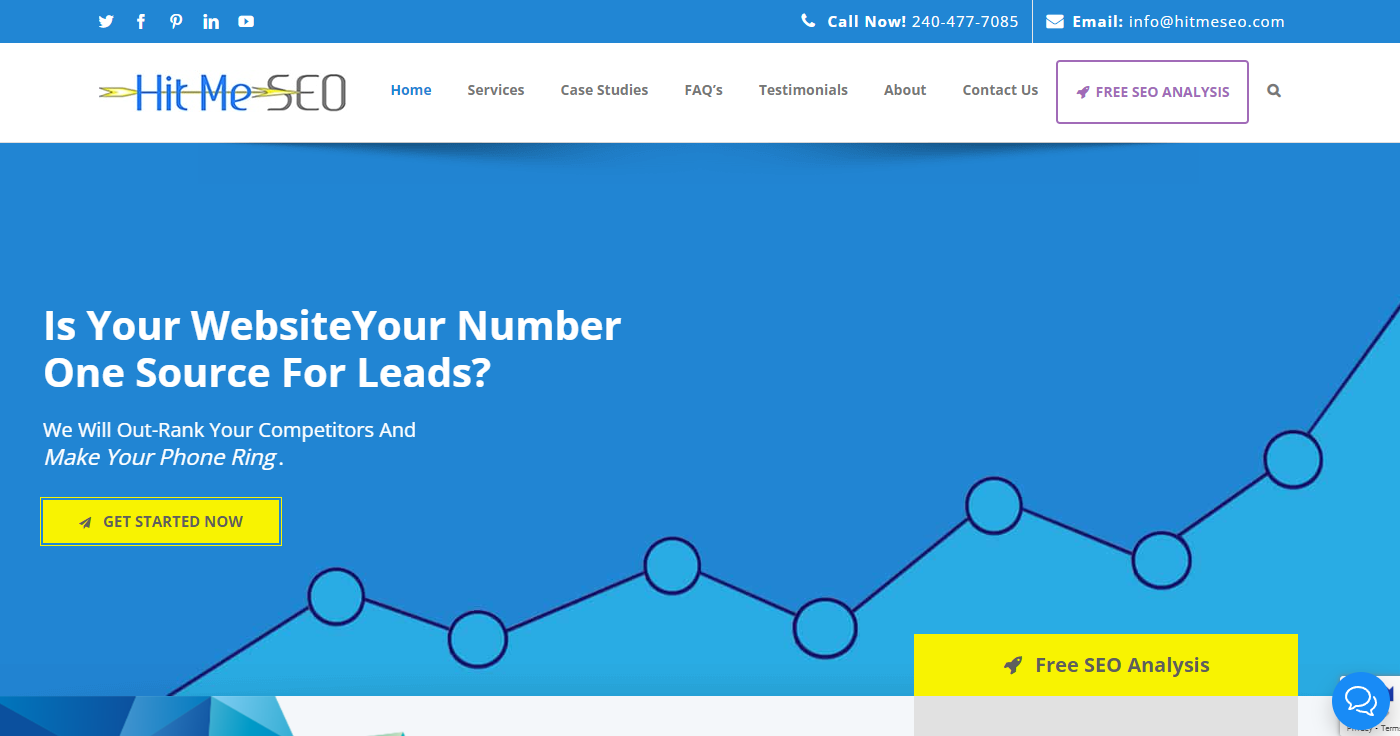 Call Now! 240-477-7085
Email: info@hitmeseo.com
Hit Me SEO
Home
Services
Case Studies
FAQ's
Testimonials
About
Contact Us
FREE SEO ANALYSIS
Is Your WebsiteYour Number
One Source For Leads?
We Will Out-Rank Your Competitors And
Make Your Phone Ring.
GET STARTED NOW
Free SEO Analysis